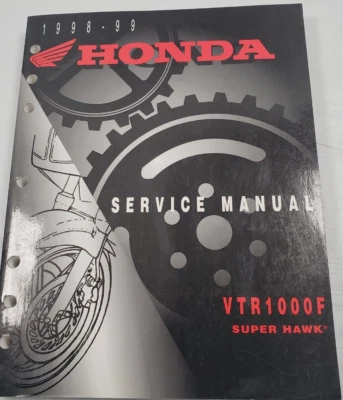 1998-99
HONDA
SERVICE MANUAL
VTR1000F
SUPER HAWK